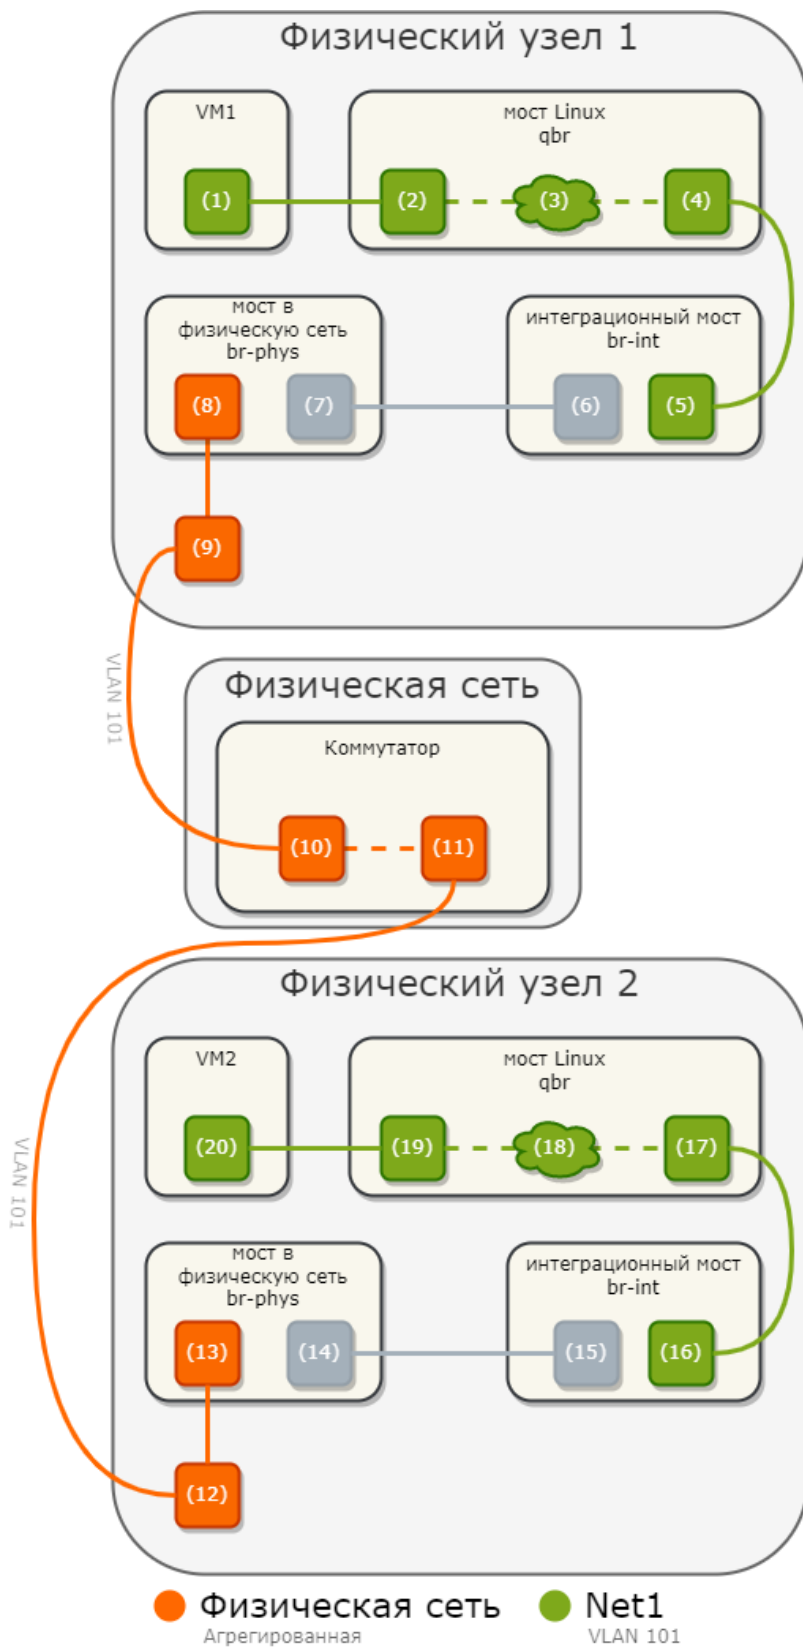 Физический узел 1
VM1
мост Linux
qbr
(1)
(2)
(3)
(4)
мост в
физическую сеть
br-phys
интеграционный мост
br-int
(8)
(7)
(6)
(5)
(9)
VLAN 101
Физическая сеть
Коммутатор
(10)
(11)
Физический узел 2
VM2
мост Linux
qbr
(20)
(19)
(18)
(17)
VLAN 101
мост в
физическую сеть
br-phys
интеграционный мост
br-int
(13)
(14)
(15)
(16)
(12)
Физическая сеть
Агрегированная
Net1
VLAN 101